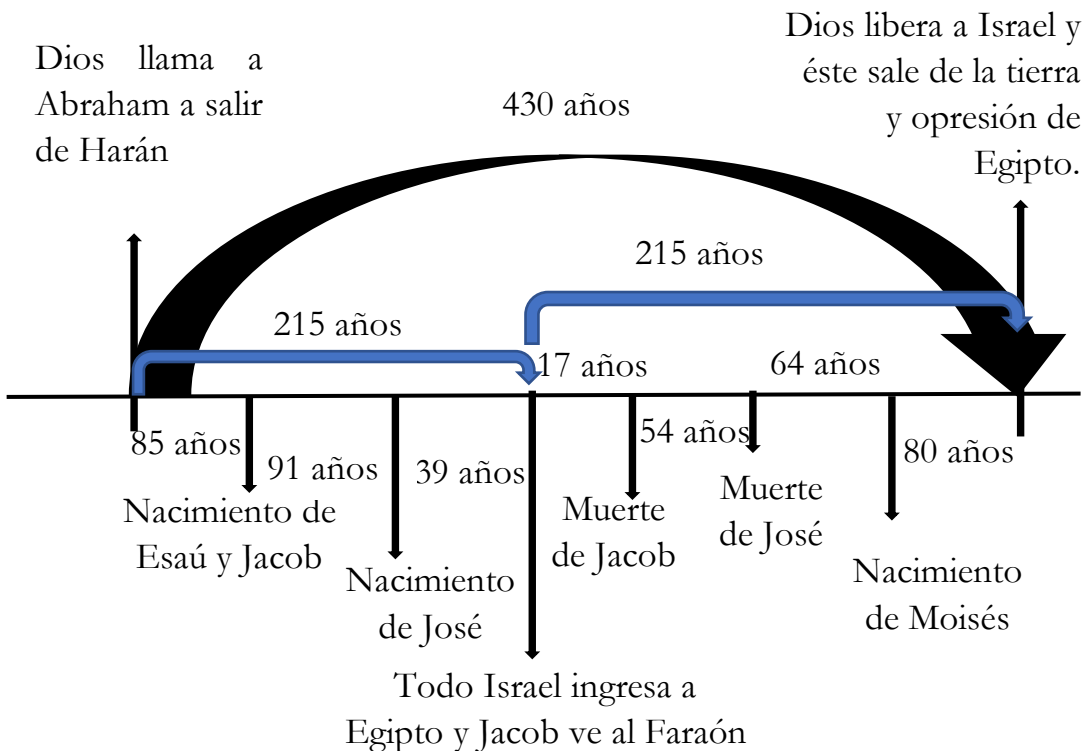 Dios llama a
Abraham a salir
de Harán
430 años
Dios libera a Israel y
éste sale de la tierra
y opresión de
Egipto.
215 años
215 años
17 años
64 años
85 años
91 años
39 años
54 años
80 años
Nacimiento de
Esaú y Jacob
Nacimiento
de José
Todo Israel ingresa a
Egipto y Jacob ve al Faraón
Muerte
de Jacob
Muerte
de José
Nacimiento
de Moisés